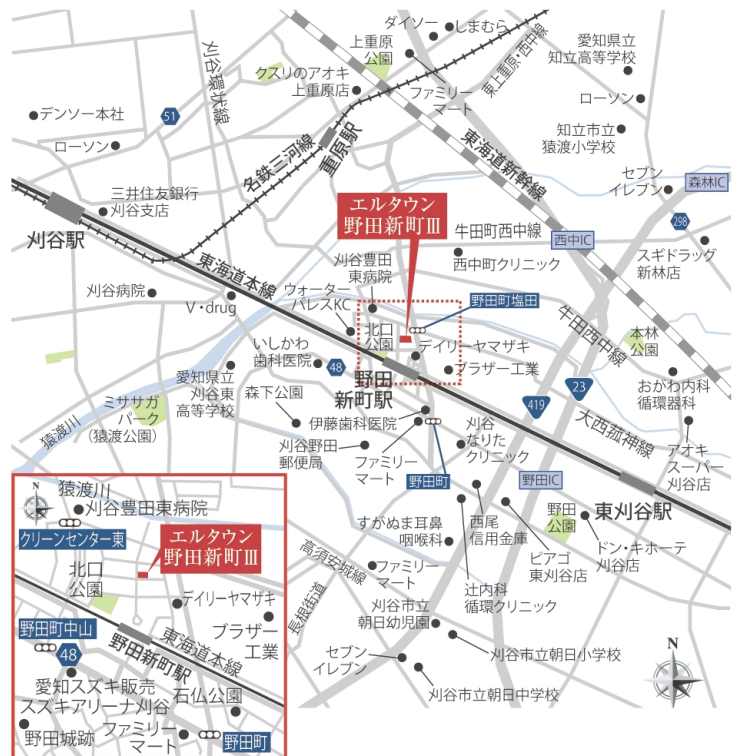 ダイソー
しまむら
上重原
公園
クスリのアオキ
上重原店
ファミリー
マート
東上重原・西中線
愛知県立
知立高等学校
ローソン
知立市立
猿渡小学校
刈谷環状線
デンソー本社
51
ローソン
名鉄三河線
重原駅
東海道新幹線
セブン
イレブン
森林IC
298
三井住友銀行
刈谷支店
刈谷駅
エルタウン
野田新町Ⅲ
牛田町西中線
西中IC
西中町クリニック
スギドラッグ
新林店
東海道本線
刈谷豊田
東病院
刈谷病院
V・drug
ウォーター
パレスKC
野田町塩田
北口
公園
デイリーヤマザキ
ブラザー工業
牛田西中線
本林
公園
いしかわ
歯科医院
48
野田
新町駅
愛知県立
刈谷東
高等学校
森下公園
ミササガ
パーク
(猿渡公園)
猿渡川
伊藤歯科医院
23
419
おかわ内科
循環器科
大西菰神線
刈谷野田
郵便局
ファミリー
マート
刈谷
なりた
クリニック
アオキ
スーパー
刈谷店
野田町
野田IC
東刈谷駅
すがぬま耳鼻
咽喉科
西尾
信用金庫
野田
公園
ピアゴ
東刈谷店
ドン・キホーテ
刈谷店
高須安城線
ファミリー
マート
辻内科
循環クリニック
長根街道
刈谷市立
朝日幼児園
刈谷市立朝日小学校
セブン
イレブン
刈谷市立朝日中学校
N
N
猿渡川
刈谷豊田東病院
クリーンセンター東
エルタウン
野田新町Ⅲ
北口
公園
デイリーヤマザキ
ブラザー
工業
野田町中山
48
野田新町駅
東海道本線
愛知スズキ販売
スズキアリーナ刈谷
石仏公園
野田城跡
ファミリー
マート
野田町